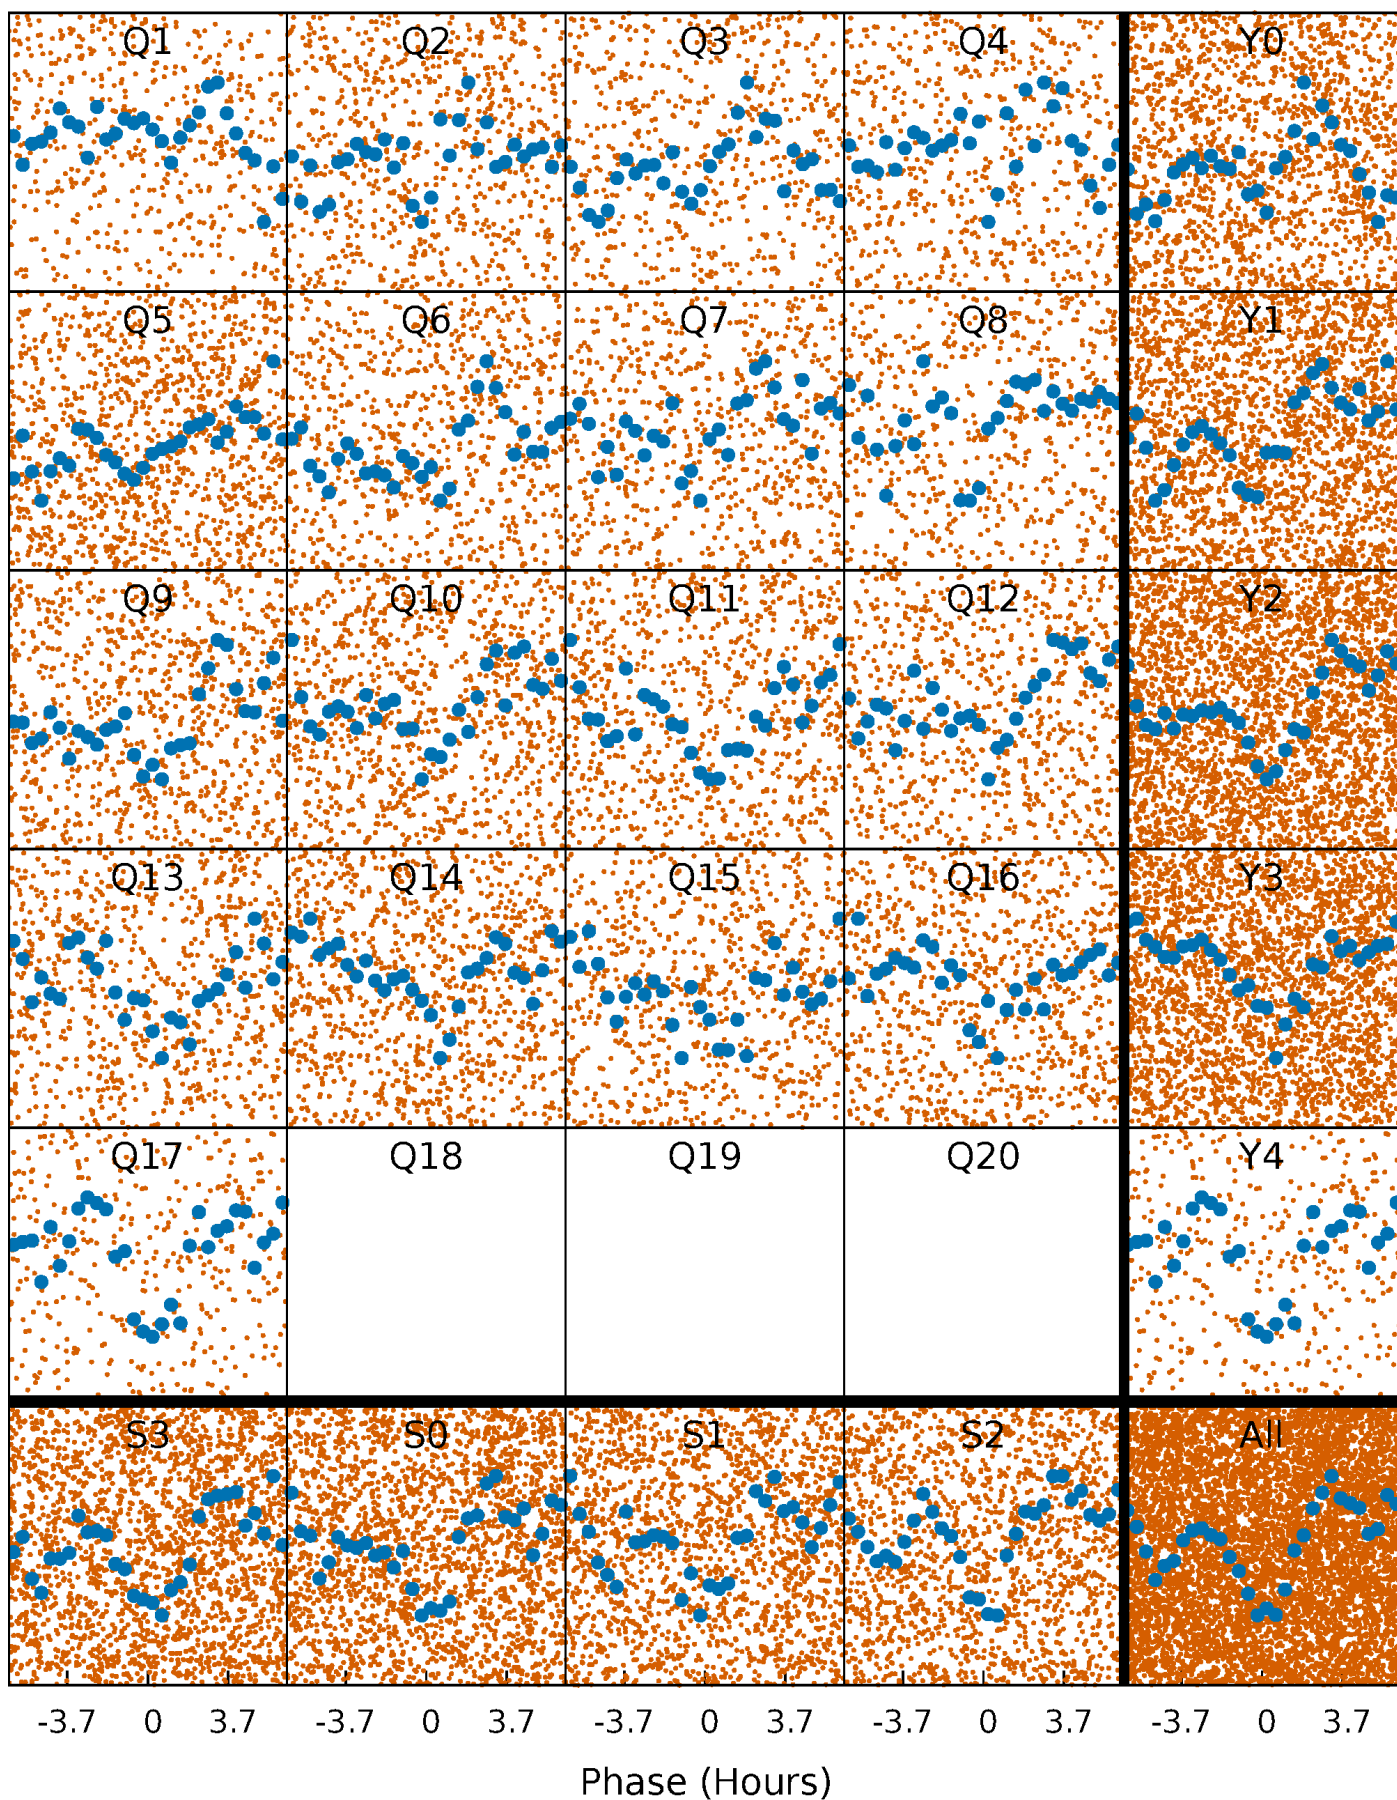 Q1 Q2 Q3 Q4 Y0
Q5 Q6 Q7 Q8 Y1
Q9 Q10 Q11 Q12 Y2
Q13 Q14 Q15 Q16 Y3
Q17 Q18 Q19 Q20 Y4
S3 S0 S1 S2 All
-3.7 0 3.7 -3.7 0 3.7 -3.7 0 3.7 -3.7 0 3.7 -3.7 0 3.7
Phase (Hours)